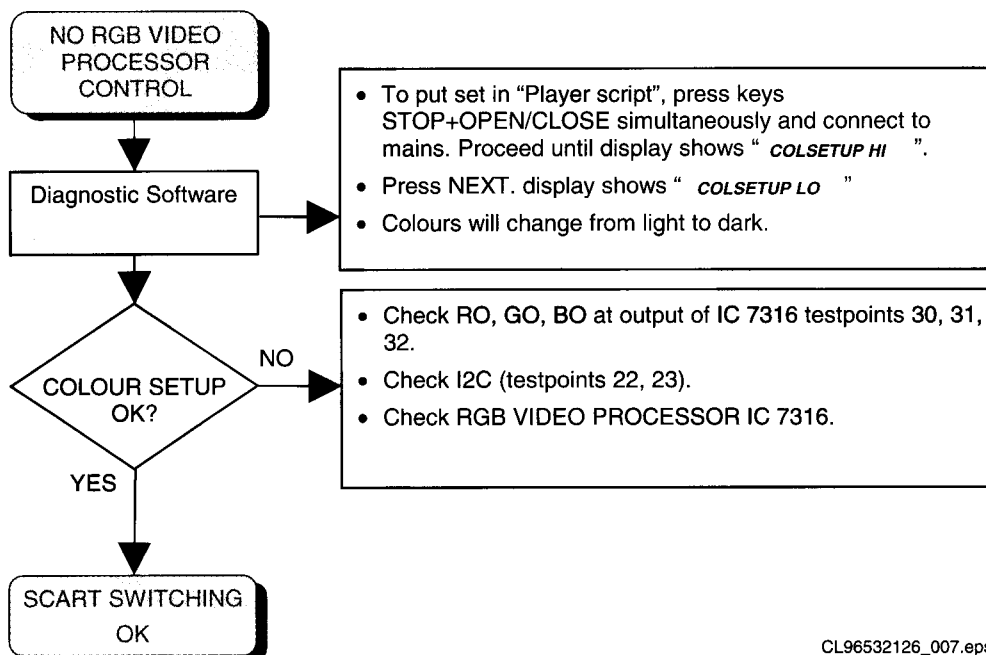 NO RGB VIDEO
PROCESSOR
CONTROL
• To put set in “Player script”, press keys
STOP+OPEN/CLOSE simultaneously and connect to
mains. Proceed until display shows “ COLSETUP HI ”.
• Press NEXT. display shows “ COLSETUP LO ”
• Colours will change from light to dark.
Diagnostic Software
COLOUR SETUP
OK?
NO
• Check RO, GO, BO at output of IC 7316 testpoints 30, 31,
32.
• Check I2C (testpoints 22, 23).
• Check RGB VIDEO PROCESSOR IC 7316.
YES
SCART SWITCHING
OK
CL96532126_007.eps